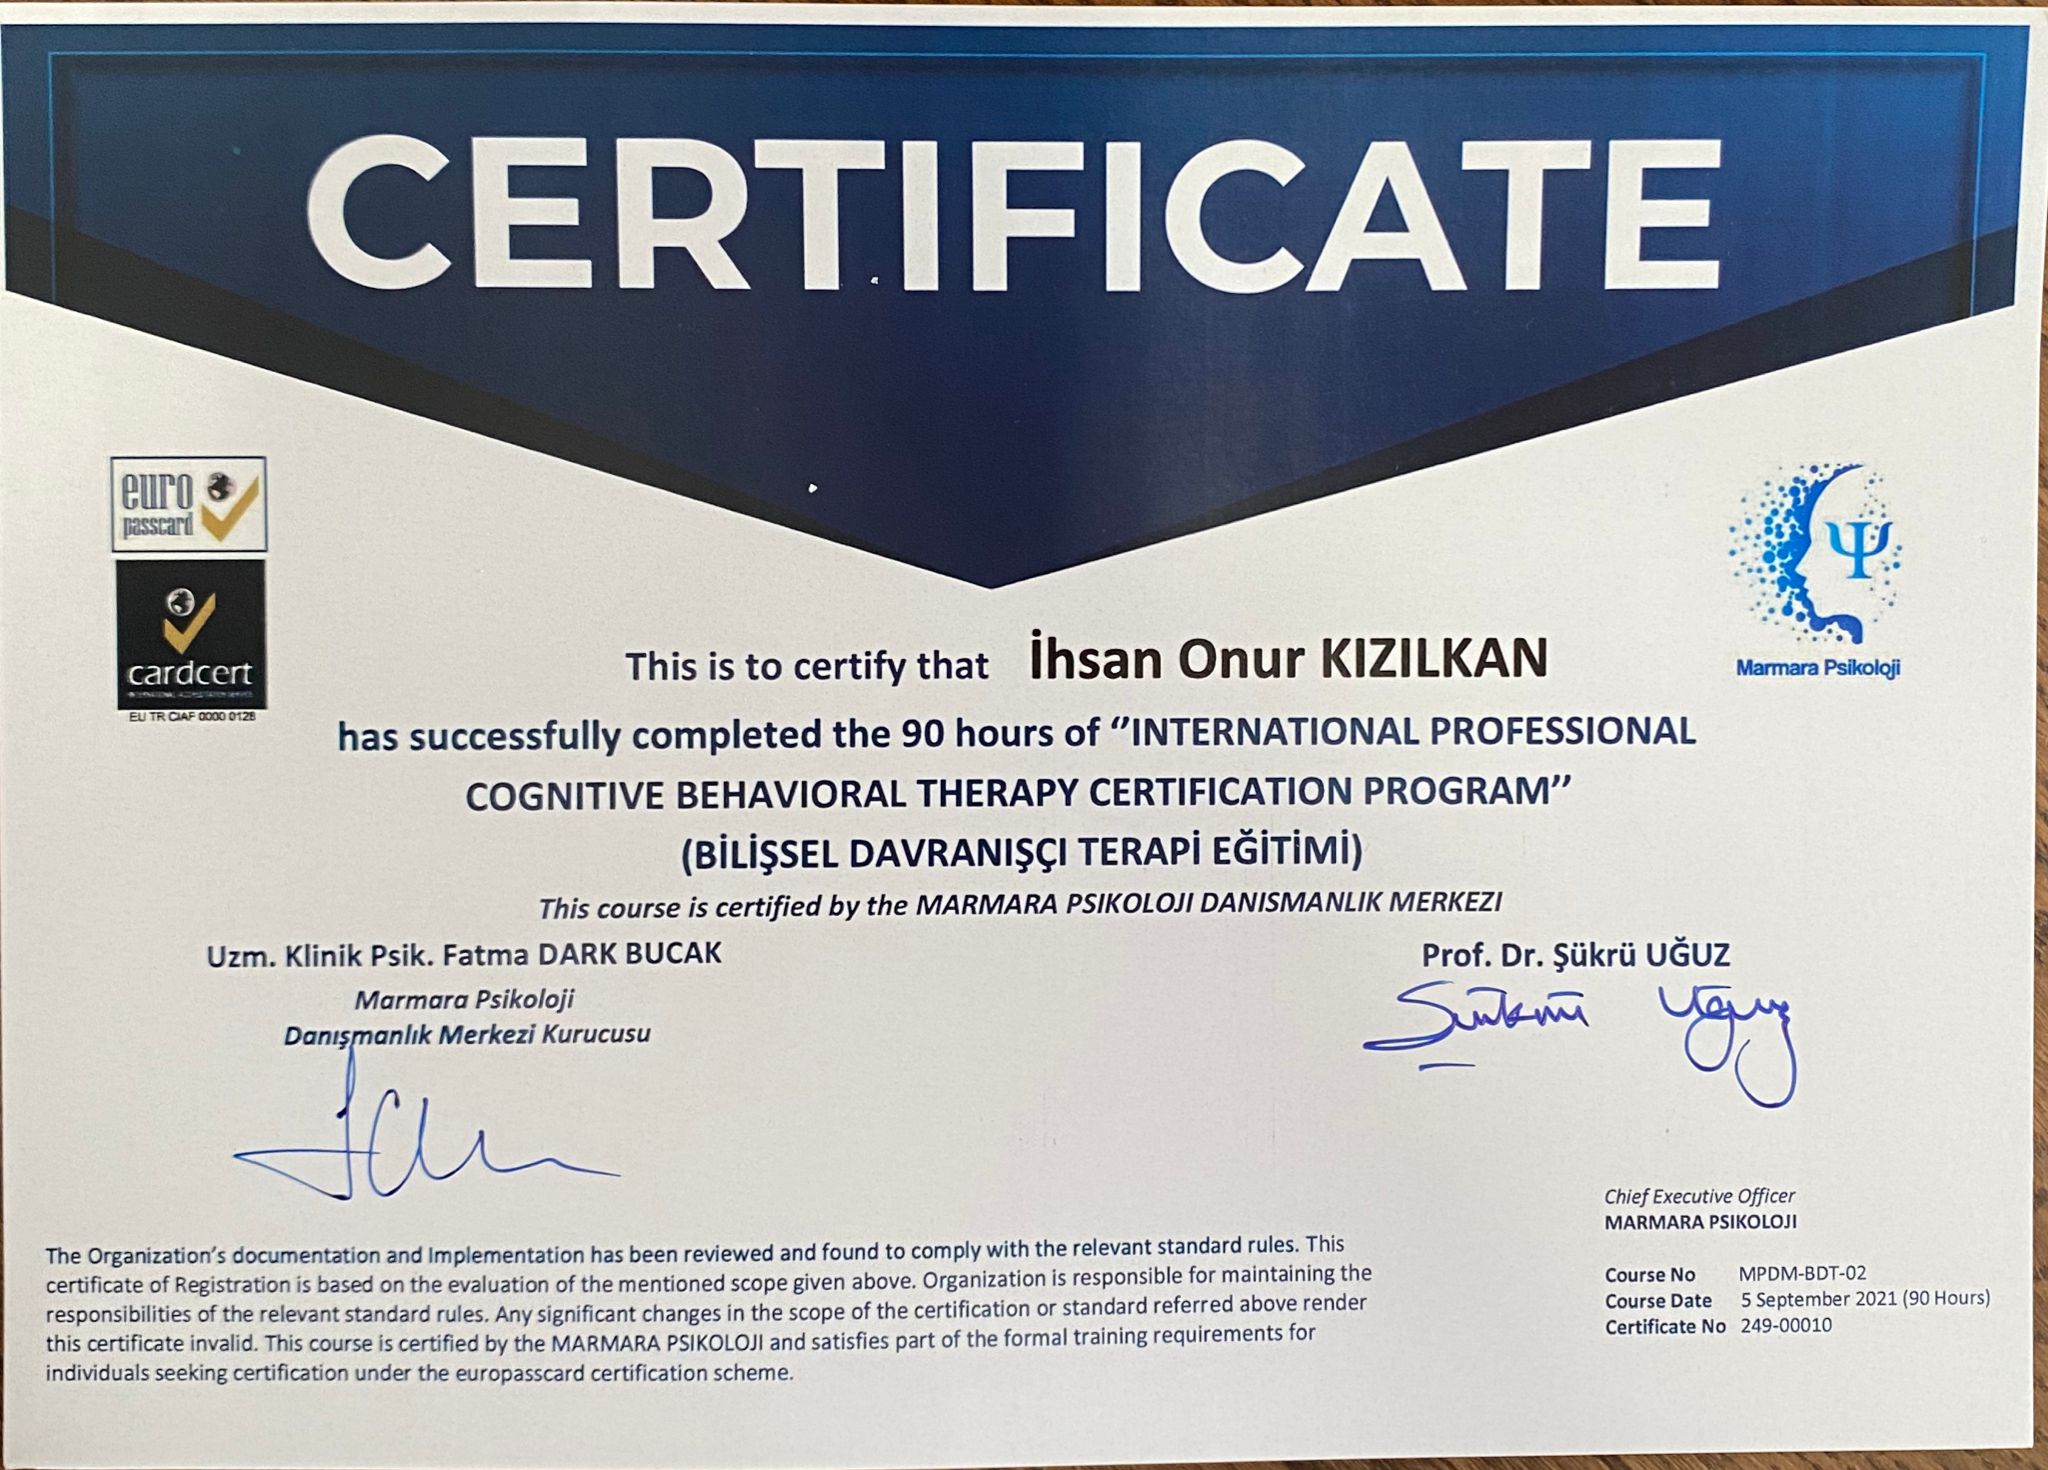 CERTIFICATE
euro
passcard
cardcert
EU TR CIAF 0000 0128
Marmara Psikoloji
This is to certify that İhsan Onur KIZILKAN
has successfully completed the 90 hours of ‘’INTERNATIONAL PROFESSIONAL
COGNITIVE BEHAVIORAL THERAPY CERTIFICATION PROGRAM’’
(BİLİŞSEL DAVRANIŞÇI TERAPİ EĞİTİMİ)
This course is certified by the MARMARA PSIKOLOJI DANISMANLIK MERKEZI
Uzm. Klinik Psik. Fatma DARK BUCAK
Marmara Psikoloji
Danışmanlık Merkezi Kurucusu
Prof. Dr. Şükrü UĞUZ
Şükrü Uğuz
Chief Executive Officer
MARMARA PSIKOLOJI
Course No MPDM-BDT-02
Course Date 5 September 2021 (90 Hours)
Certificate No 249-00010
The Organization’s documentation and Implementation has been reviewed and found to comply with the relevant standard rules. This
certificate of Registration is based on the evaluation of the mentioned scope given above. Organization is responsible for maintaining the
responsibilities of the relevant standard rules. Any significant changes in the scope of the certification or standard referred above render
this certificate invalid. This course is certified by the MARMARA PSIKOLOJI and satisfies part of the formal training requirements for
individuals seeking certification under the europasscard certification scheme.